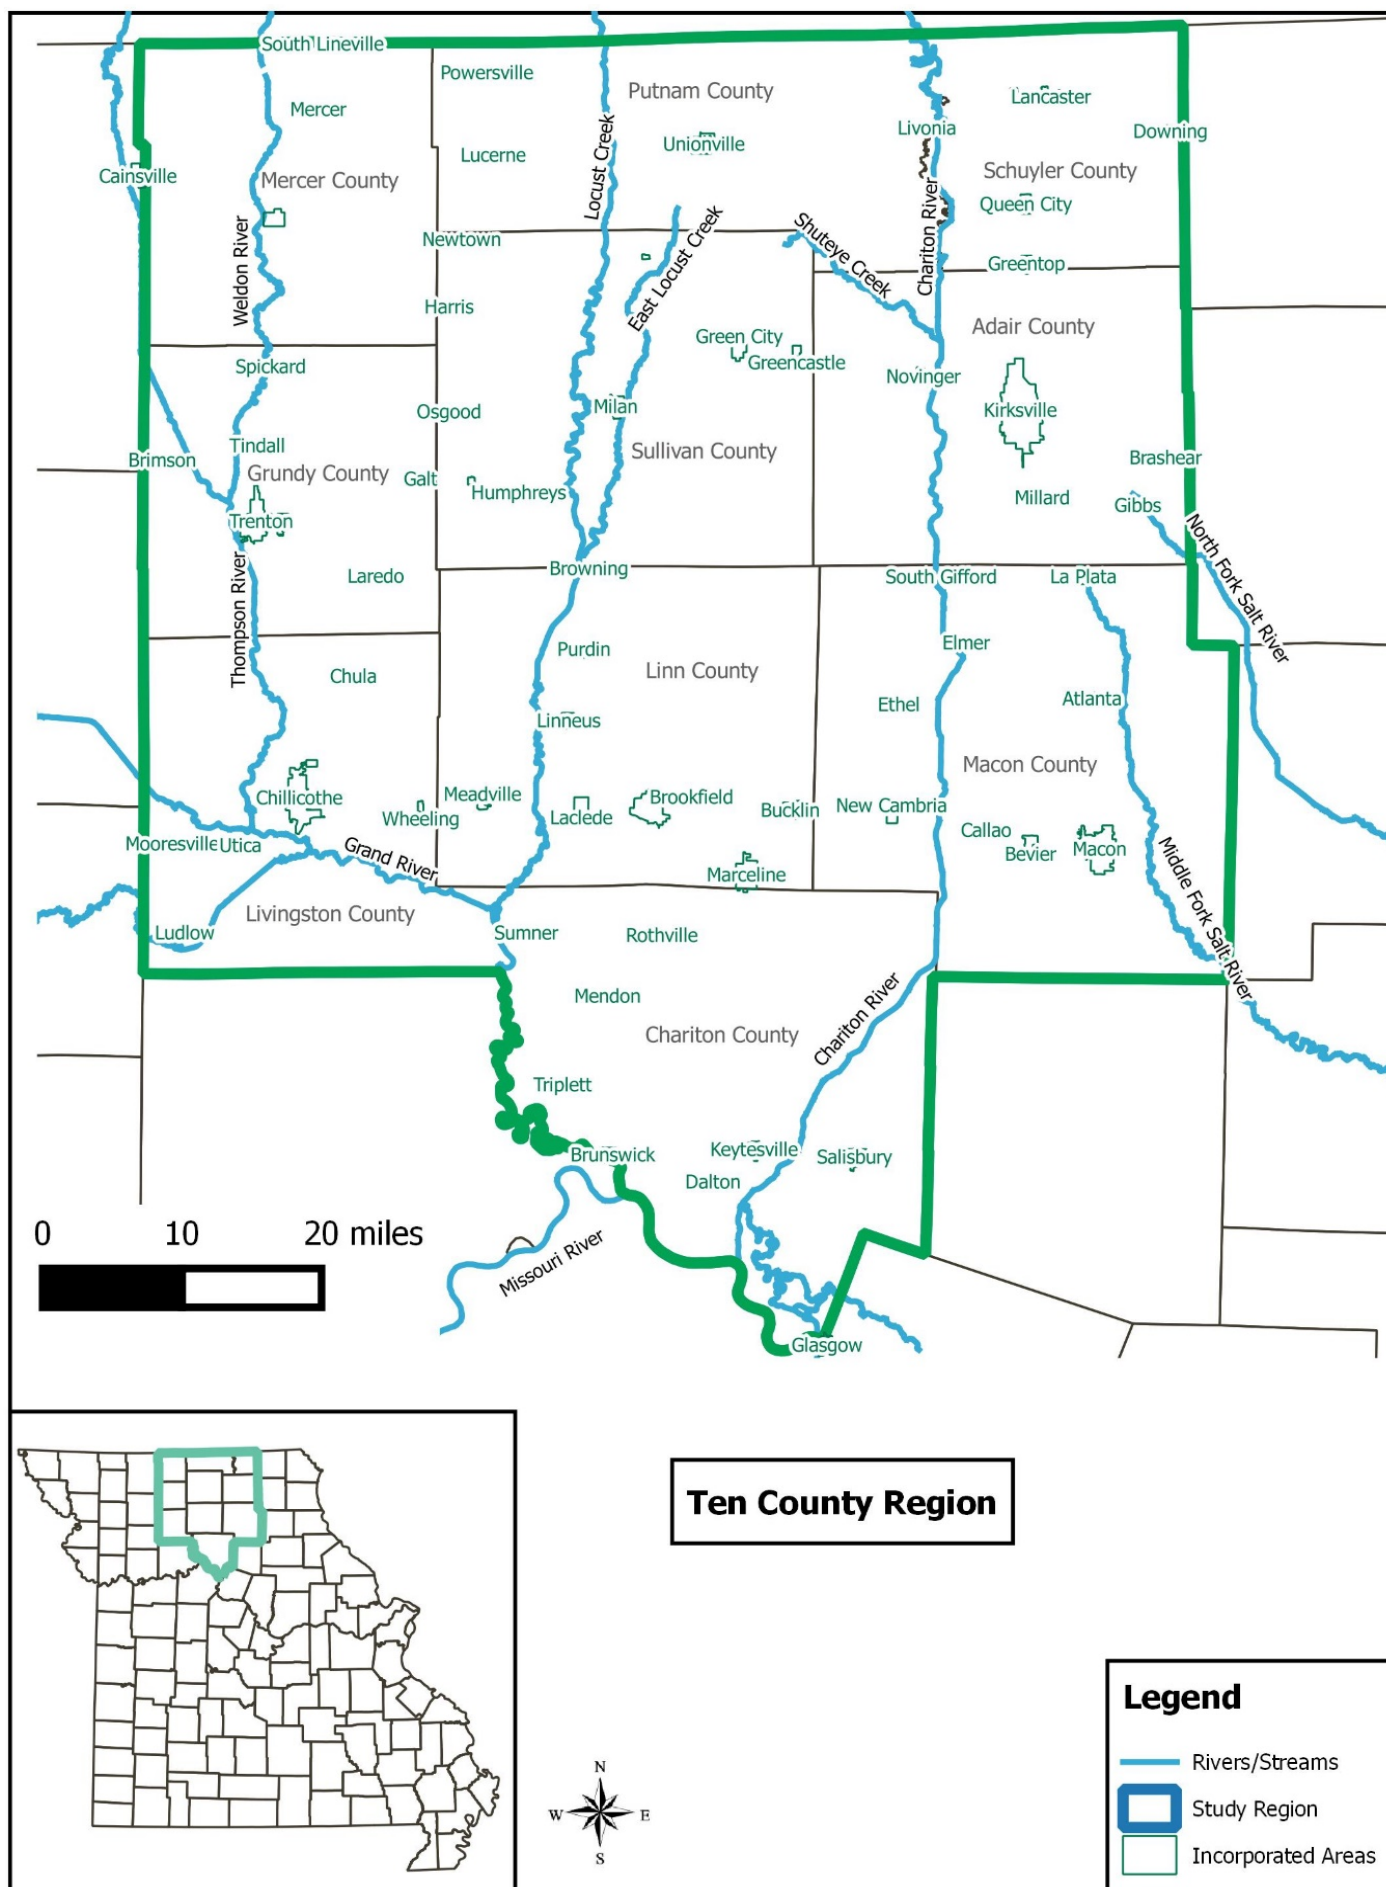 South Lineville
Powersville
Putnam County
Lancaster
Mercer
Livonia
Downing
Unionville
Locust Creek
Lucerne
Schuyler County
Cainsville
Mercer County
Queen City
Chariton River
Weldon River
Newtown
East Locust Creek
Shuteye Creek
Greentop
Harris
Adair County
Green City
Greencastle
Spickard
Novinger
Osgood
Milan
Kirksville
Tindall
Sullivan County
Brimson
Brashear
Grundy County
Galt
Humphreys
Millard
Gibbs
Trenton
North Fork Salt River
Browning
Laredo
South Gifford
La Plata
Thompson River
Purdin
Elmer
Chula
Linn County
Ethel
Atlanta
Linneus
Macon County
Chillicothe
Meadville
Brookfield
Wheeling
Laclede
Bucklin
New Cambria
Callao
Mooresville
Utica
Grand River
Bevier
Macon
Marceline
Middle Fork Salt River
Livingston County
Ludlow
Sumner
Rothville
Mendon
Chariton County
Chariton River
Triplett
Brunswick
Keytesville
Salisbury
Dalton
0 10 20 miles
Missouri River
Glasgow
Ten County Region
N
W E
S
Legend
Rivers/Streams
Study Region
Incorporated Areas